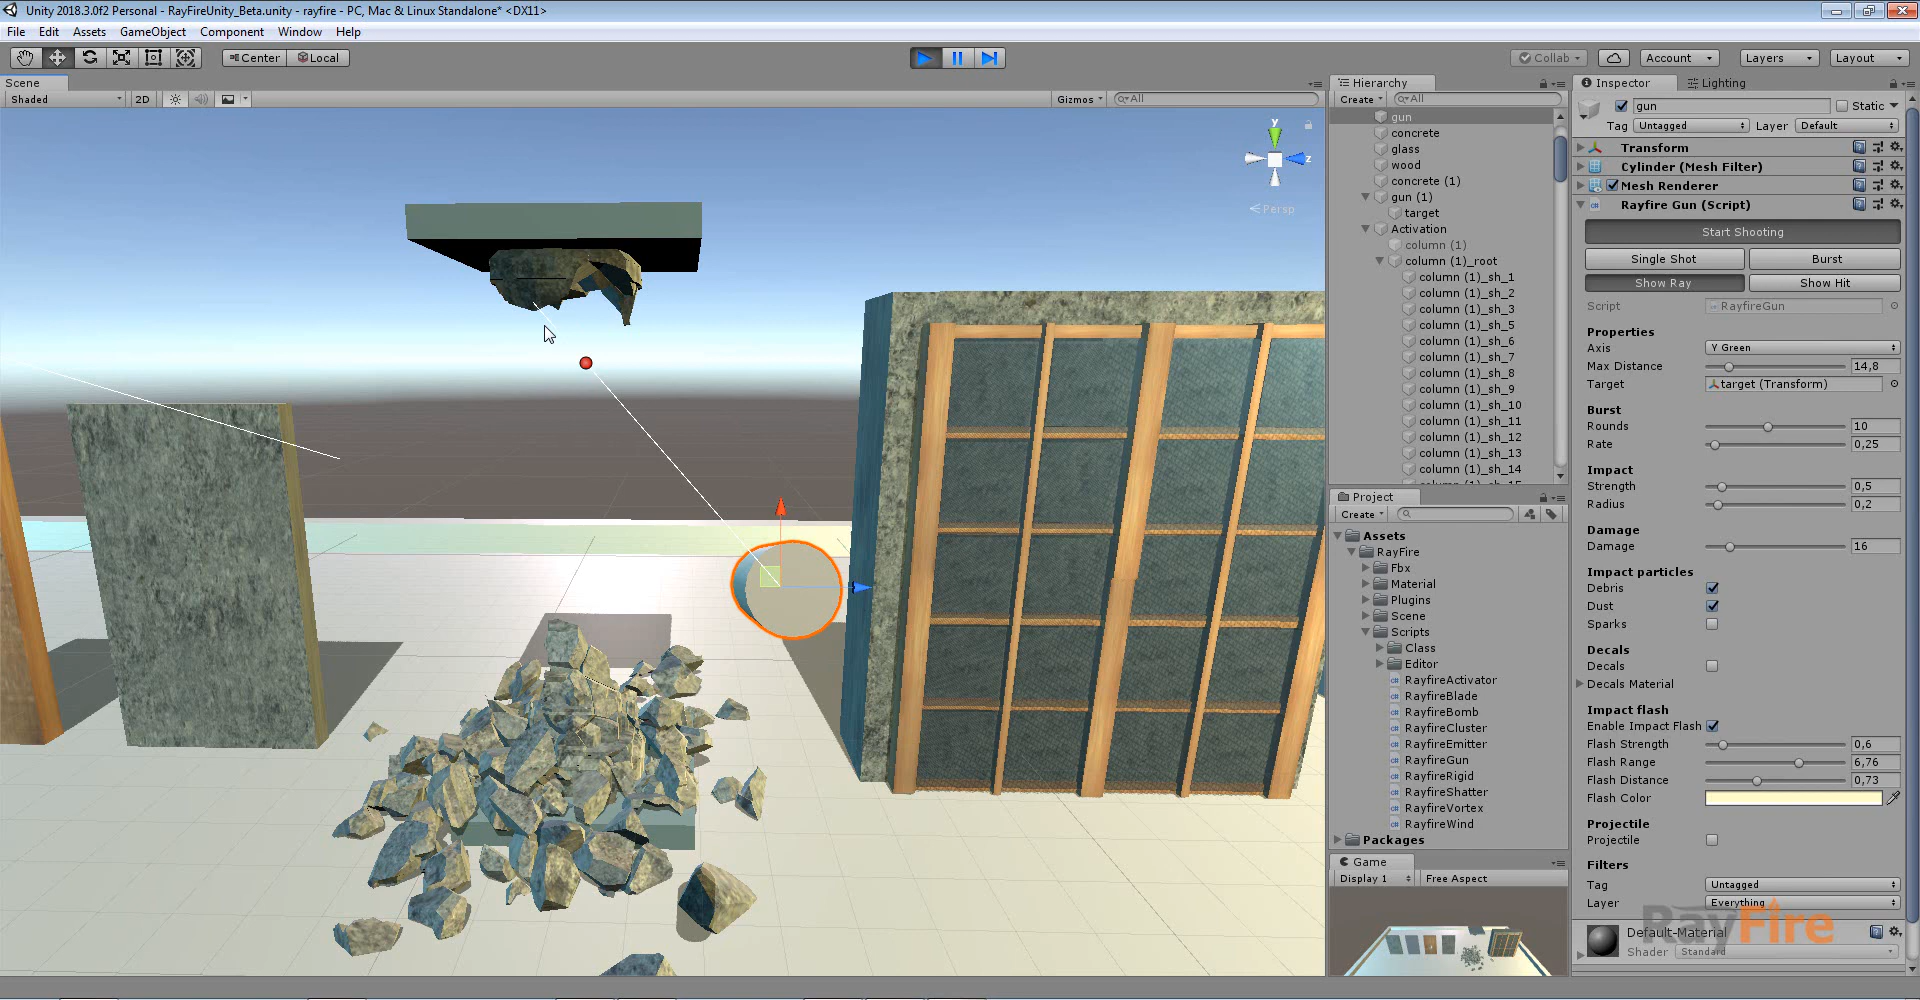 Unity 2018.3.0f2 Personal - RayFireUnity_Beta.unity - rayfire - PC, Mac & Linux Standalone* <DX11>
File Edit Assets GameObject Component Window Help
Center Local
Collab Account Layers Layout
Scene
Shaded 2D Gizmos All
y
z
Persp
Hierarchy
Create All
gun
concrete
glass
wood
concrete (1)
gun (1)
target
Activation
column (1)
column (1)_root
column (1)_sh_1
column (1)_sh_2
column (1)_sh_3
column (1)_sh_5
column (1)_sh_6
column (1)_sh_7
column (1)_sh_8
column (1)_sh_9
column (1)_sh_10
column (1)_sh_11
column (1)_sh_12
column (1)_sh_13
column (1)_sh_14
Project
Create
Assets
RayFire
Fbx
Material
Plugins
Scene
Scripts
Class
Editor
RayfireActivator
RayfireBlade
RayfireBomb
RayfireCluster
RayfireEmitter
RayfireGun
RayfireRigid
RayfireShatter
RayfireVortex
RayfireWind
Packages
Game
Display 1 Free Aspect
Inspector Lighting
gun Static
Tag Untagged Layer Default
Transform
Cylinder (Mesh Filter)
Mesh Renderer
Rayfire Gun (Script)
Start Shooting
Single Shot Burst
Show Ray Show Hit
Script RayfireGun
Properties
Axis Y Green
Max Distance 14,8
Target target (Transform)
Burst
Rounds 10
Rate 0,25
Impact
Strength 0,5
Radius 0,2
Damage
Damage 16
Impact particles
Debris
Dust
Sparks
Decals
Decals
Decals Material
Impact flash
Enable Impact Flash
Flash Strength 0,6
Flash Range 6,76
Flash Distance 0,73
Flash Color
Projectile
Projectile
Filters
Tag Untagged
Layer Everything
RayFire
Default-Material
Shader Standard